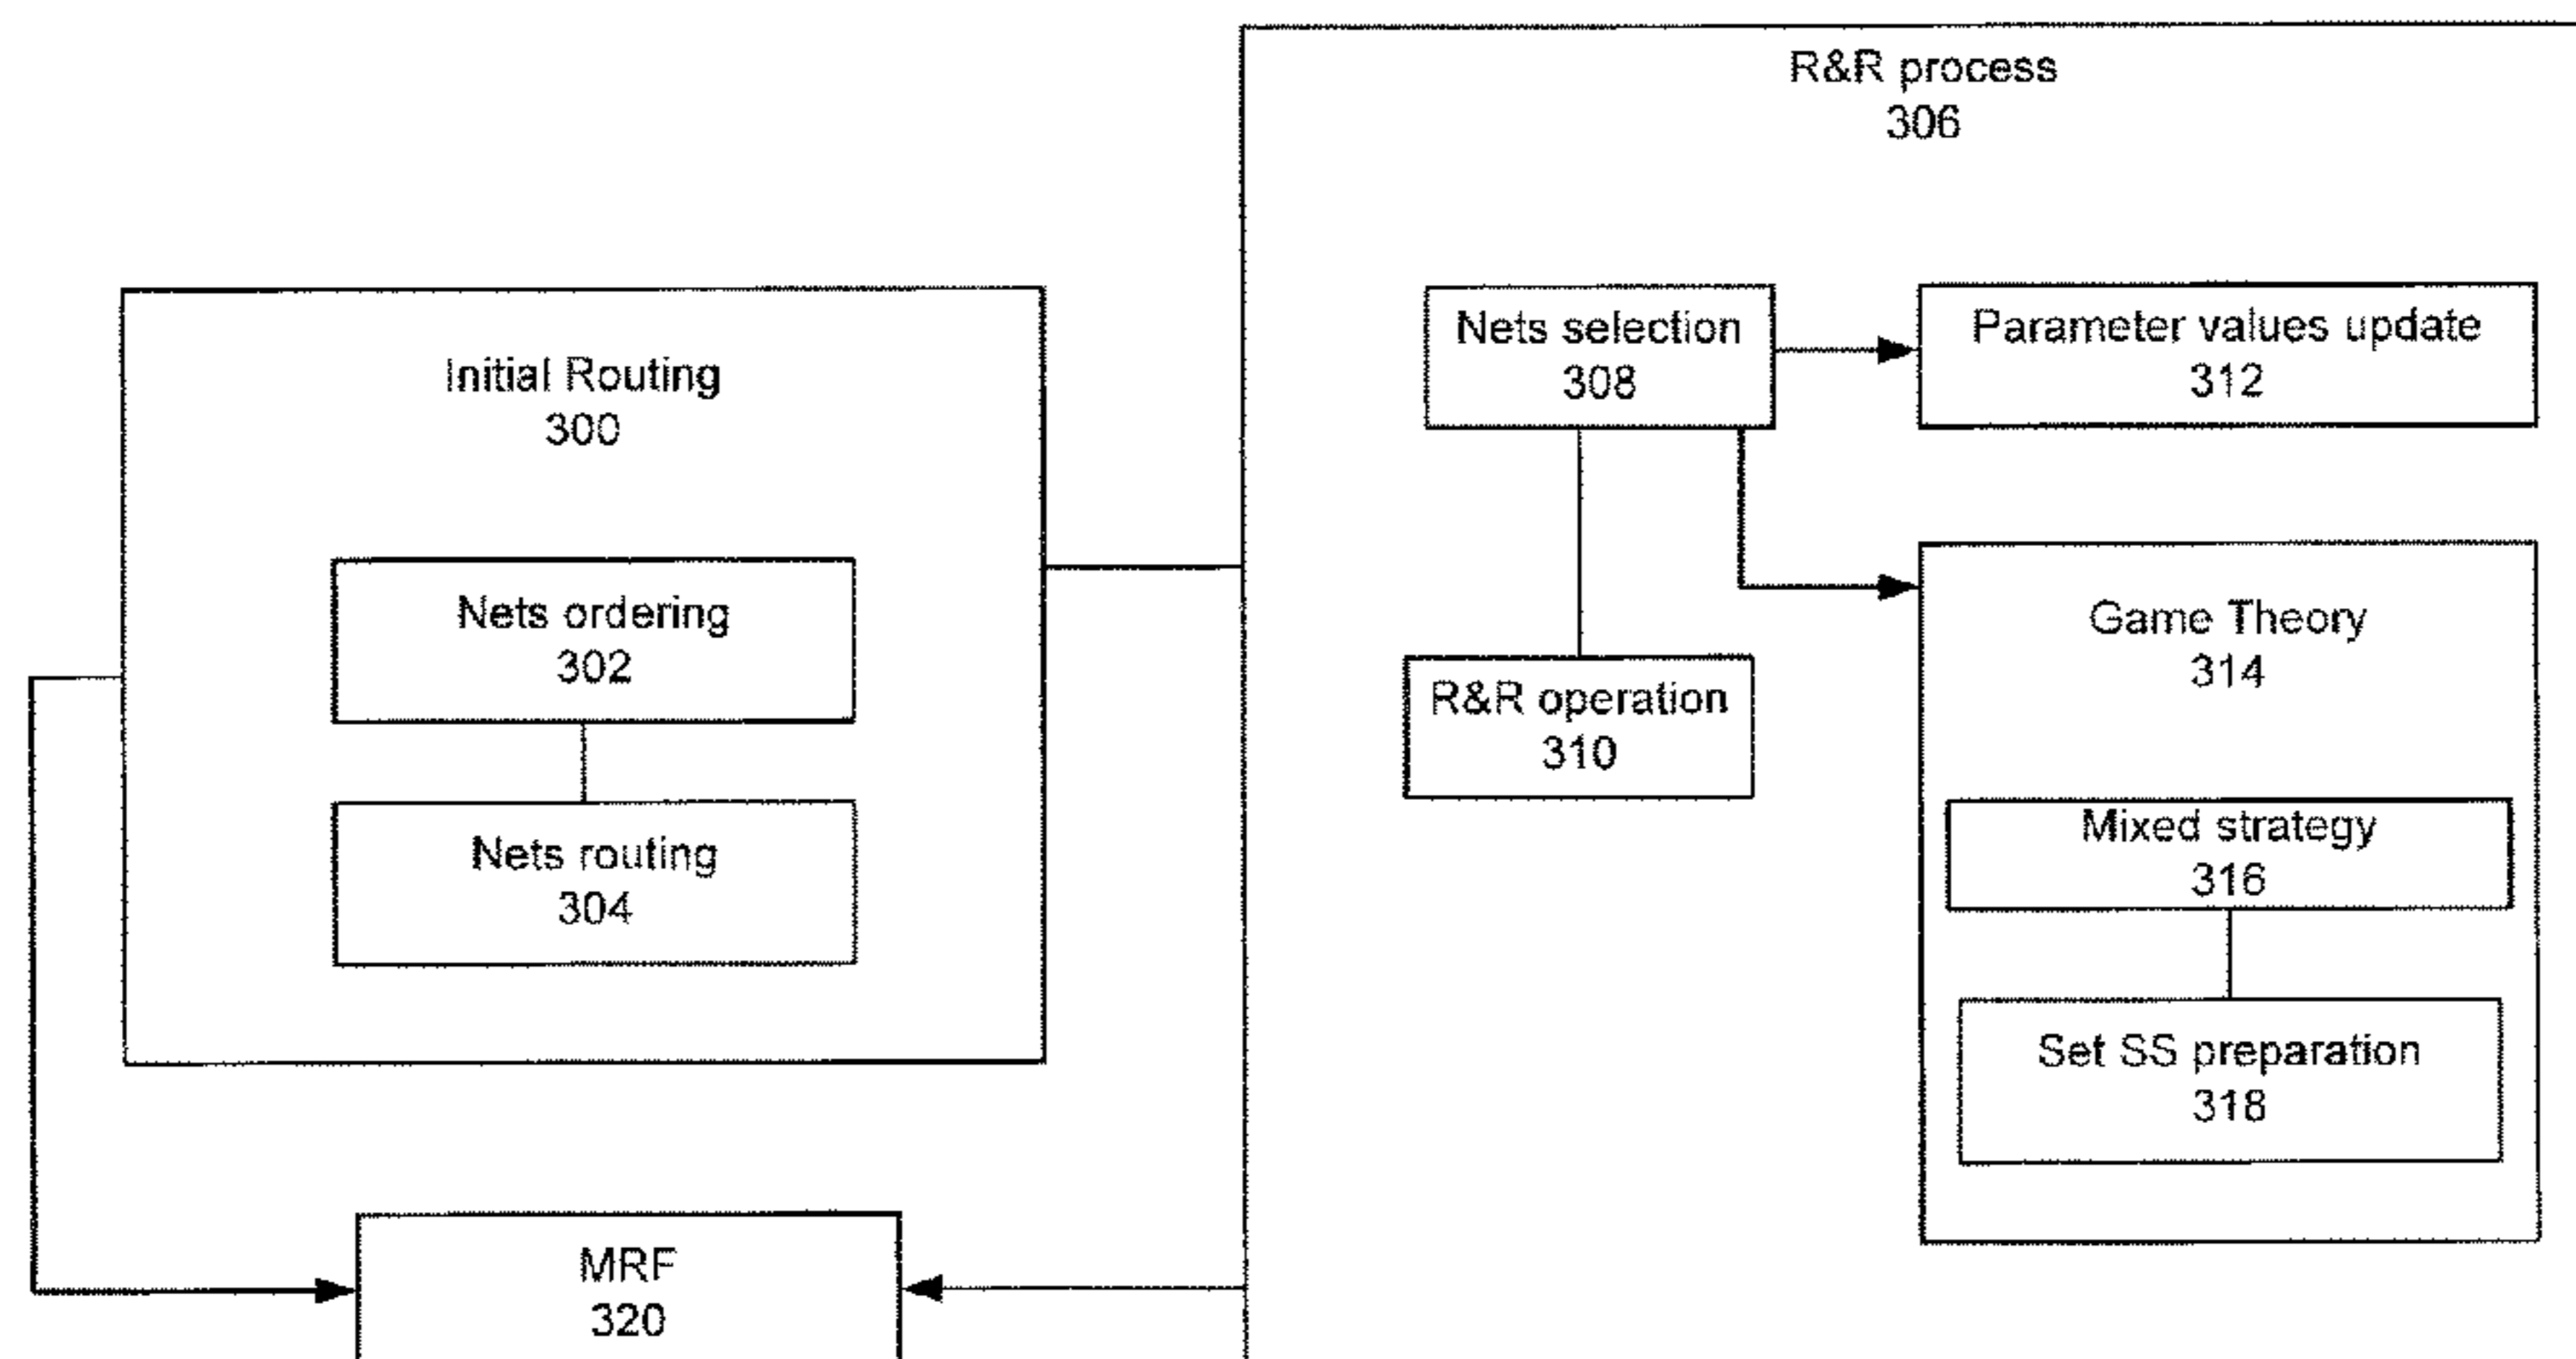 R&R process
306
Initial Routing
300
Nets ordering
302
Nets routing
304
Nets selection
308
Parameter values update
312
R&R operation
310
Game Theory
314
Mixed strategy
316
Set SS preparation
318
MRF
320